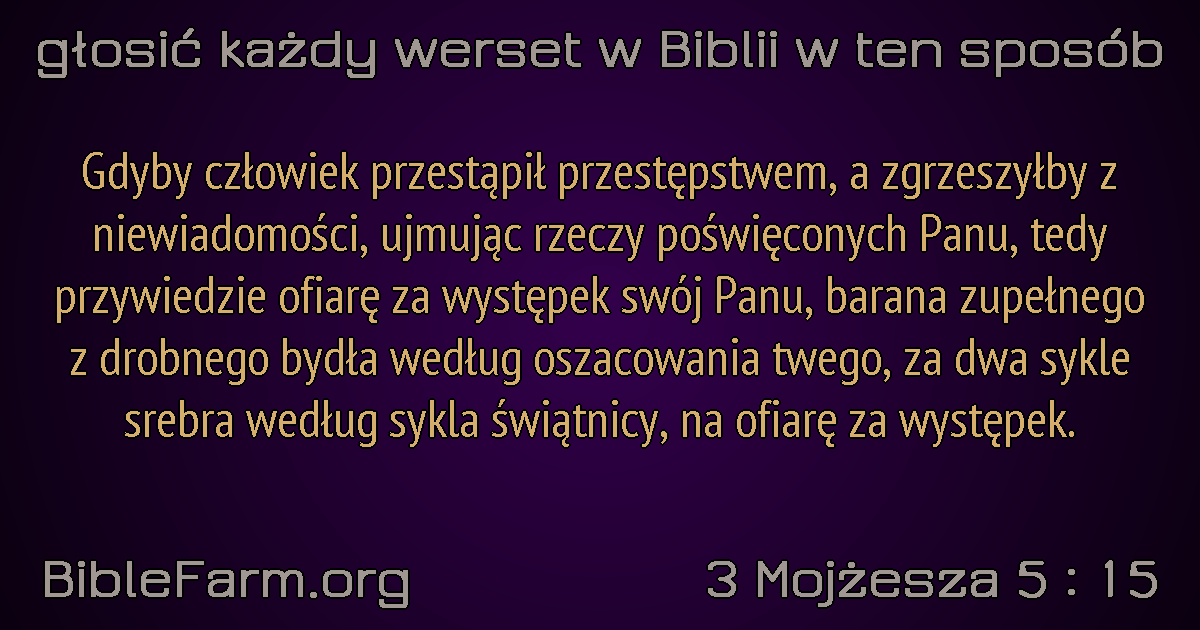 głosić każdy werset w Biblii w ten sposób
Gdyby człowiek przestąpił przestępstwem, a zgrzeszyłby z
niewiadomości, ujmując rzeczy poświęconych Panu, tedy
przywiedzie ofiarę za występek swój Panu, barana zupełnego
z drobnego bydła według oszacowania twego, za dwa sykle
srebra według sykla świątnicy, na ofiarę za występek.
BibleFarm.org
3 Mojżesza 5 : 15